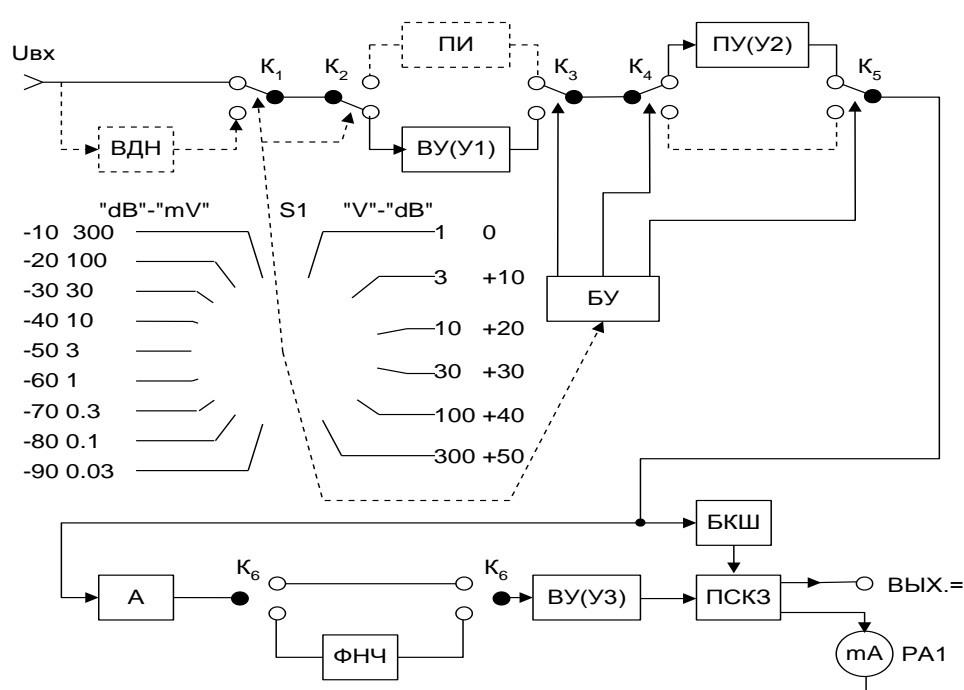 Uвх
ПИ
ПУ(У2)
К1 К2 К3 К4 К5
ВДН
ВУ(У1)
"dB"-"mV" S1 "V"-"dB"
-10 300 1 0
-20 100
3 +10
-30 30
БУ
-40 10 10 +20
-50 3
30 +30
-60 1
-70 0.3 100 +40
-80 0.1
300 +50
-90 0.03
БКШ
К6 К6
А ВУ(У3) ПСКЗ ВЫХ.=
ФНЧ mA PA1